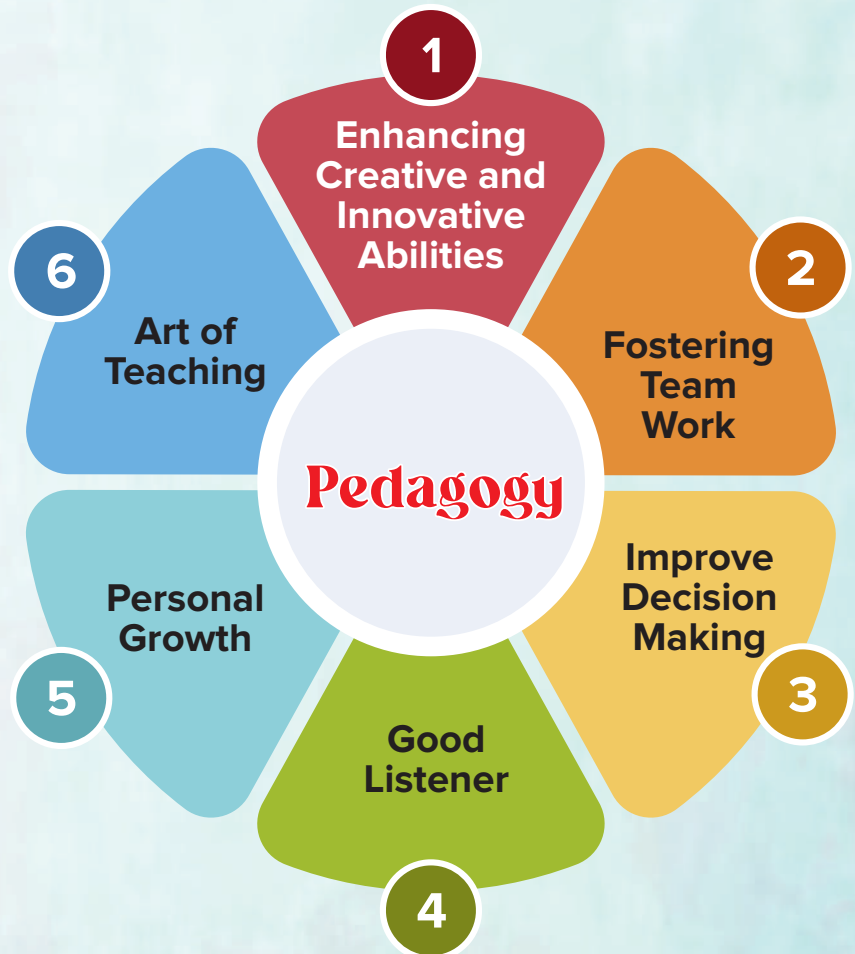 1
Enhancing
Creative and
Innovative
Abilities
2
Fostering
Team
Work
3
Improve
Decision
Making
4
Good
Listener
5
Personal
Growth
6
Art of
Teaching
Pedagogy